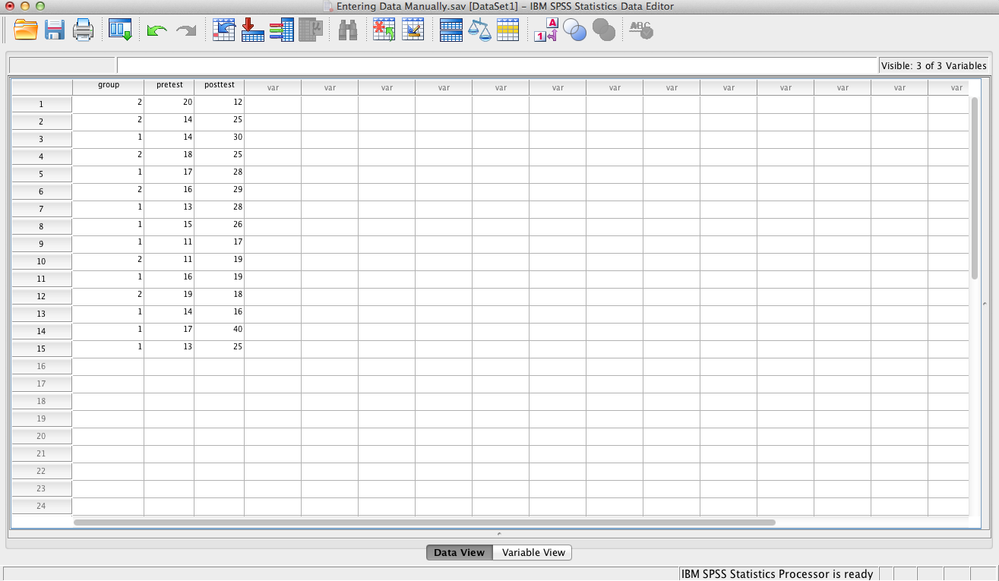 Entering Data Manually.sav [DataSet1] – IBM SPSS Statistics Data Editor
A
1
ABC
Visible: 3 of 3 Variables
group pretest posttest var var var var var var var var var var var var var
1 2 20 12
2 2 14 25
3 1 14 30
4 2 18 25
5 1 17 28
6 2 16 29
7 1 13 28
8 1 15 26
9 1 11 17
10 2 11 19
11 1 16 19
12 2 19 18
13 1 14 16
14 1 17 40
15 1 13 25
16
17
18
19
20
21
22
23
24
Data View Variable View
IBM SPSS Statistics Processor is ready